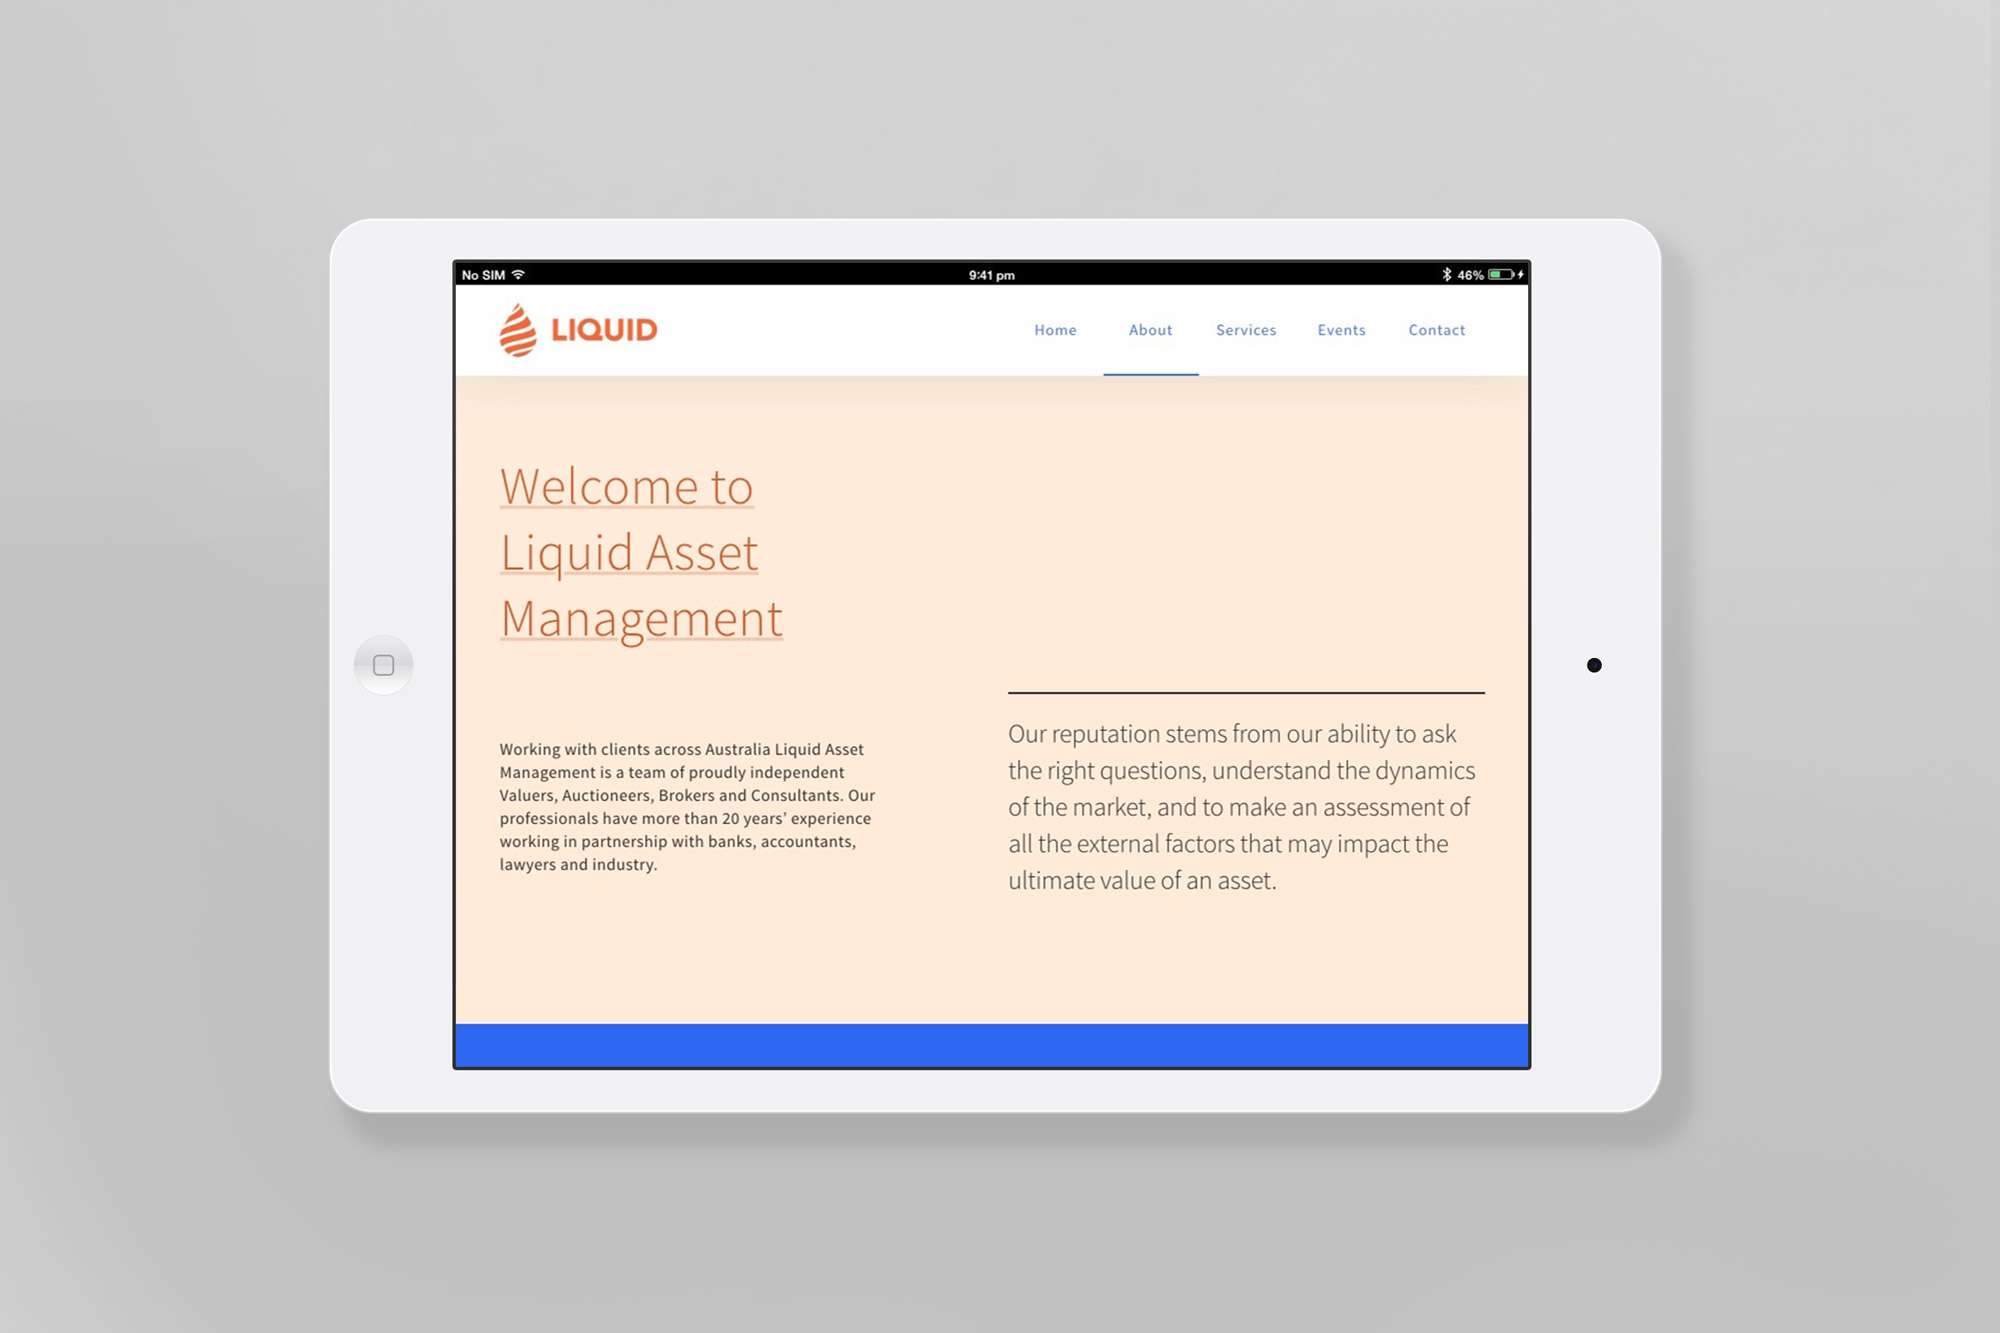 No SIM
9:41 pm
46%
LIQUID
Home About Services Events Contact
Welcome to
Liquid Asset
Management
Working with clients across Australia Liquid Asset
Management is a team of proudly independent
Valuers, Auctioneers, Brokers and Consultants. Our
professionals have more than 20 years’ experience
working in partnership with banks, accountants,
lawyers and industry.
Our reputation stems from our ability to ask
the right questions, understand the dynamics
of the market, and to make an assessment of
all the external factors that may impact the
ultimate value of an asset.